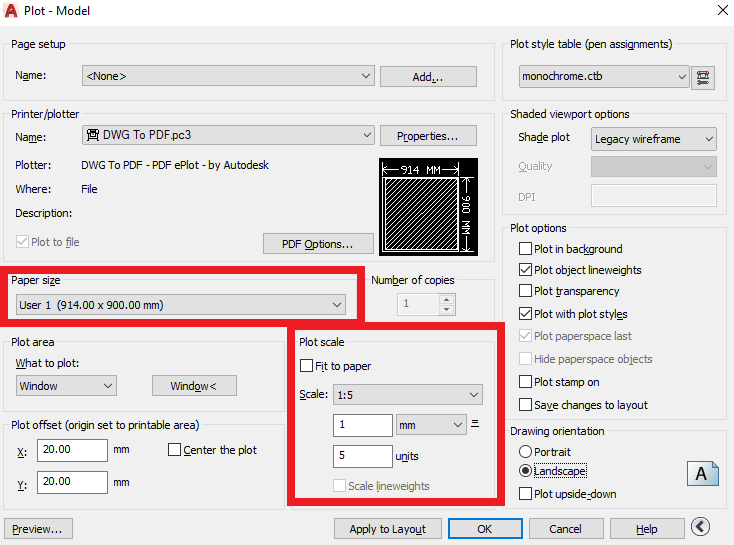 Plot - Model
Page setup
Name:
<None>
Add...
Printer/plotter
Name:
DWG To PDF.pc3
Properties...
Plotter:
DWG To PDF - PDF ePlot - by Autodesk
Where:
File
Description:
Plot to file
PDF Options...
914 MM
900 MM
Paper size
User 1 (914.00 x 900.00 mm)
Number of copies
1
Plot area
What to plot:
Window
Window<
Plot offset (origin set to printable area)
X:
20.00
mm
Center the plot
Y:
20.00
mm
Plot scale
Fit to paper
Scale:
1:5
1
mm
=
5
units
Scale lineweights
Plot style table (pen assignments)
monochrome.ctb
Shaded viewport options
Shade plot
Legacy wireframe
Quality
DPI
Plot options
Plot in background
Plot object lineweights
Plot transparency
Plot with plot styles
Plot paperspace last
Hide paperspace objects
Plot stamp on
Save changes to layout
Drawing orientation
Portrait
Landscape
Plot upside-down
A
Preview...
Apply to Layout
OK
Cancel
Help